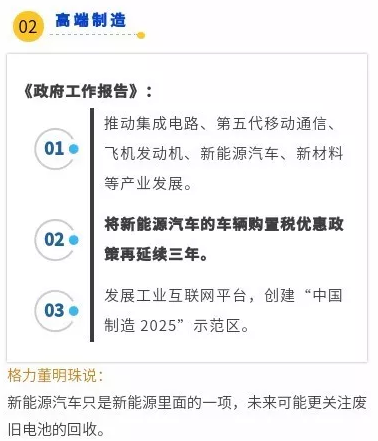 02 高端制造
《政府工作报告》：
01
推动集成电路、第五代移动通信、
飞机发动机、新能源汽车、新材料
等产业发展。
02
将新能源汽车的车辆购置税优惠政
策再延续三年。
03
发展工业互联网平台，创建“中国
制造 2025”示范区。
格力董明珠说：
新能源汽车只是新能源里面的一项，未来可能更关注废
旧电池的回收。